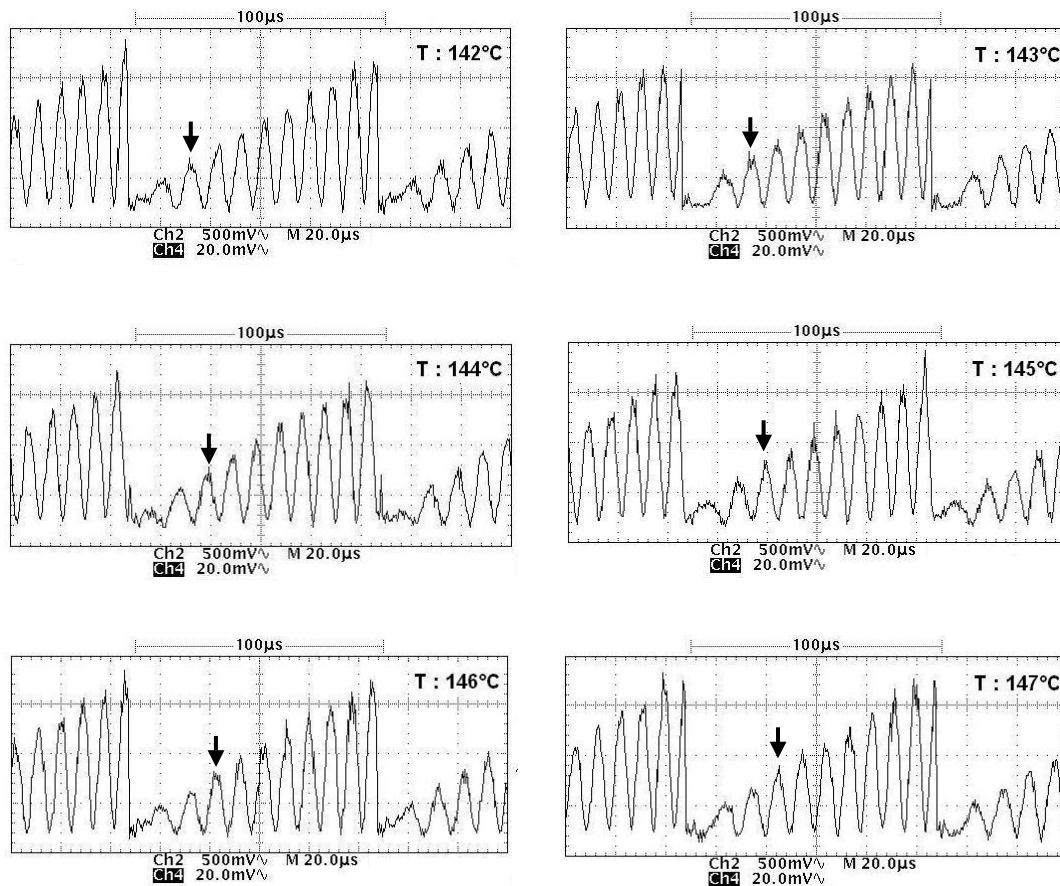 100µs
T : 142°C
Ch2 500mV∿ M 20.0µs
Ch4 20.0mV∿
100µs
T : 143°C
Ch2 500mV∿ M 20.0µs
Ch4 20.0mV∿
100µs
T : 144°C
Ch2 500mV∿ M 20.0µs
Ch4 20.0mV∿
100µs
T : 145°C
Ch2 500mV∿ M 20.0µs
Ch4 20.0mV∿
100µs
T : 146°C
Ch2 500mV∿ M 20.0µs
Ch4 20.0mV∿
100µs
T : 147°C
Ch2 500mV∿ M 20.0µs
Ch4 20.0mV∿